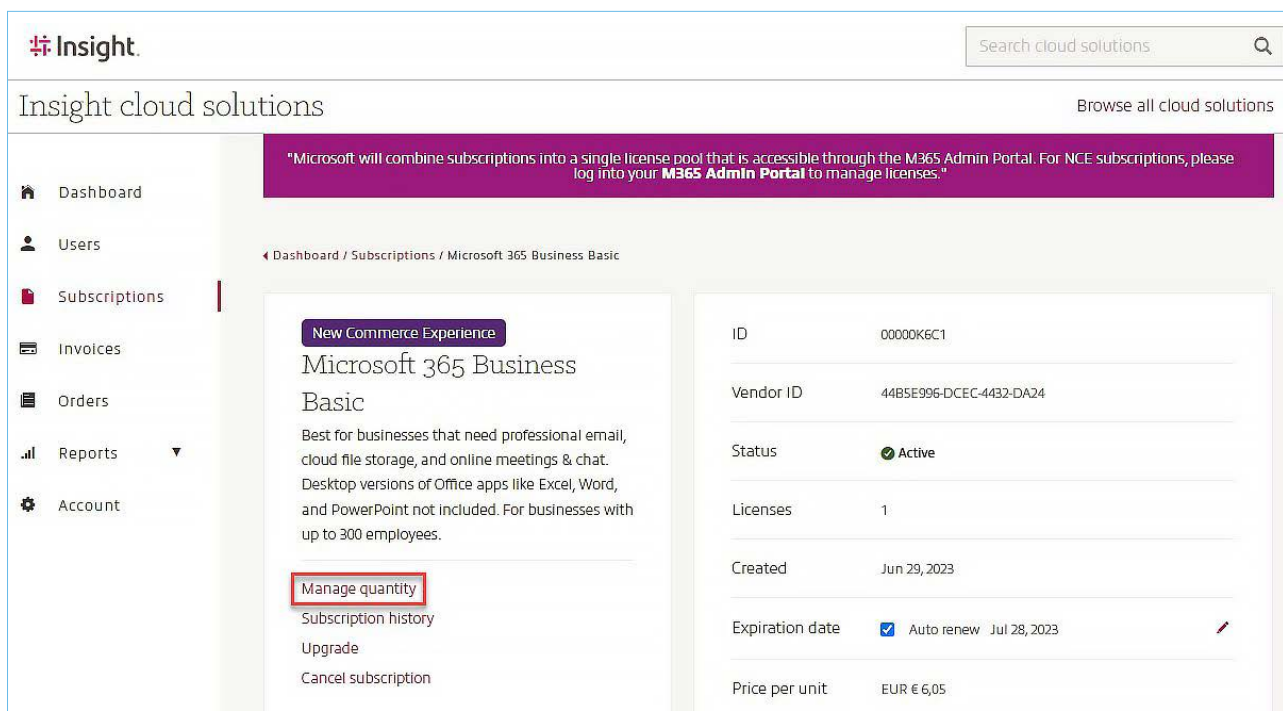 Insight.
Search cloud solutions
Insight cloud solutions
Browse all cloud solutions
"Microsoft will combine subscriptions into a single license pool that is accessible through the M365 Admin Portal. For NCE subscriptions, please
log into your M365 Admin Portal to manage licenses."
Dashboard
Users
Subscriptions
Invoices
Orders
Reports
Account
Dashboard / Subscriptions / Microsoft 365 Business Basic
New Commerce Experience
Microsoft 365 Business
Basic
Best for businesses that need professional email,
cloud file storage, and online meetings & chat.
Desktop versions of Office apps like Excel, Word,
and PowerPoint not included. For businesses with
up to 300 employees.
Manage quantity
Subscription history
Upgrade
Cancel subscription
ID 00000K6C1
Vendor ID 44B5E996-DCEC-4432-DA24
Status Active
Licenses 1
Created Jun 29, 2023
Expiration date Auto renew Jul 28, 2023
Price per unit EUR € 6,05